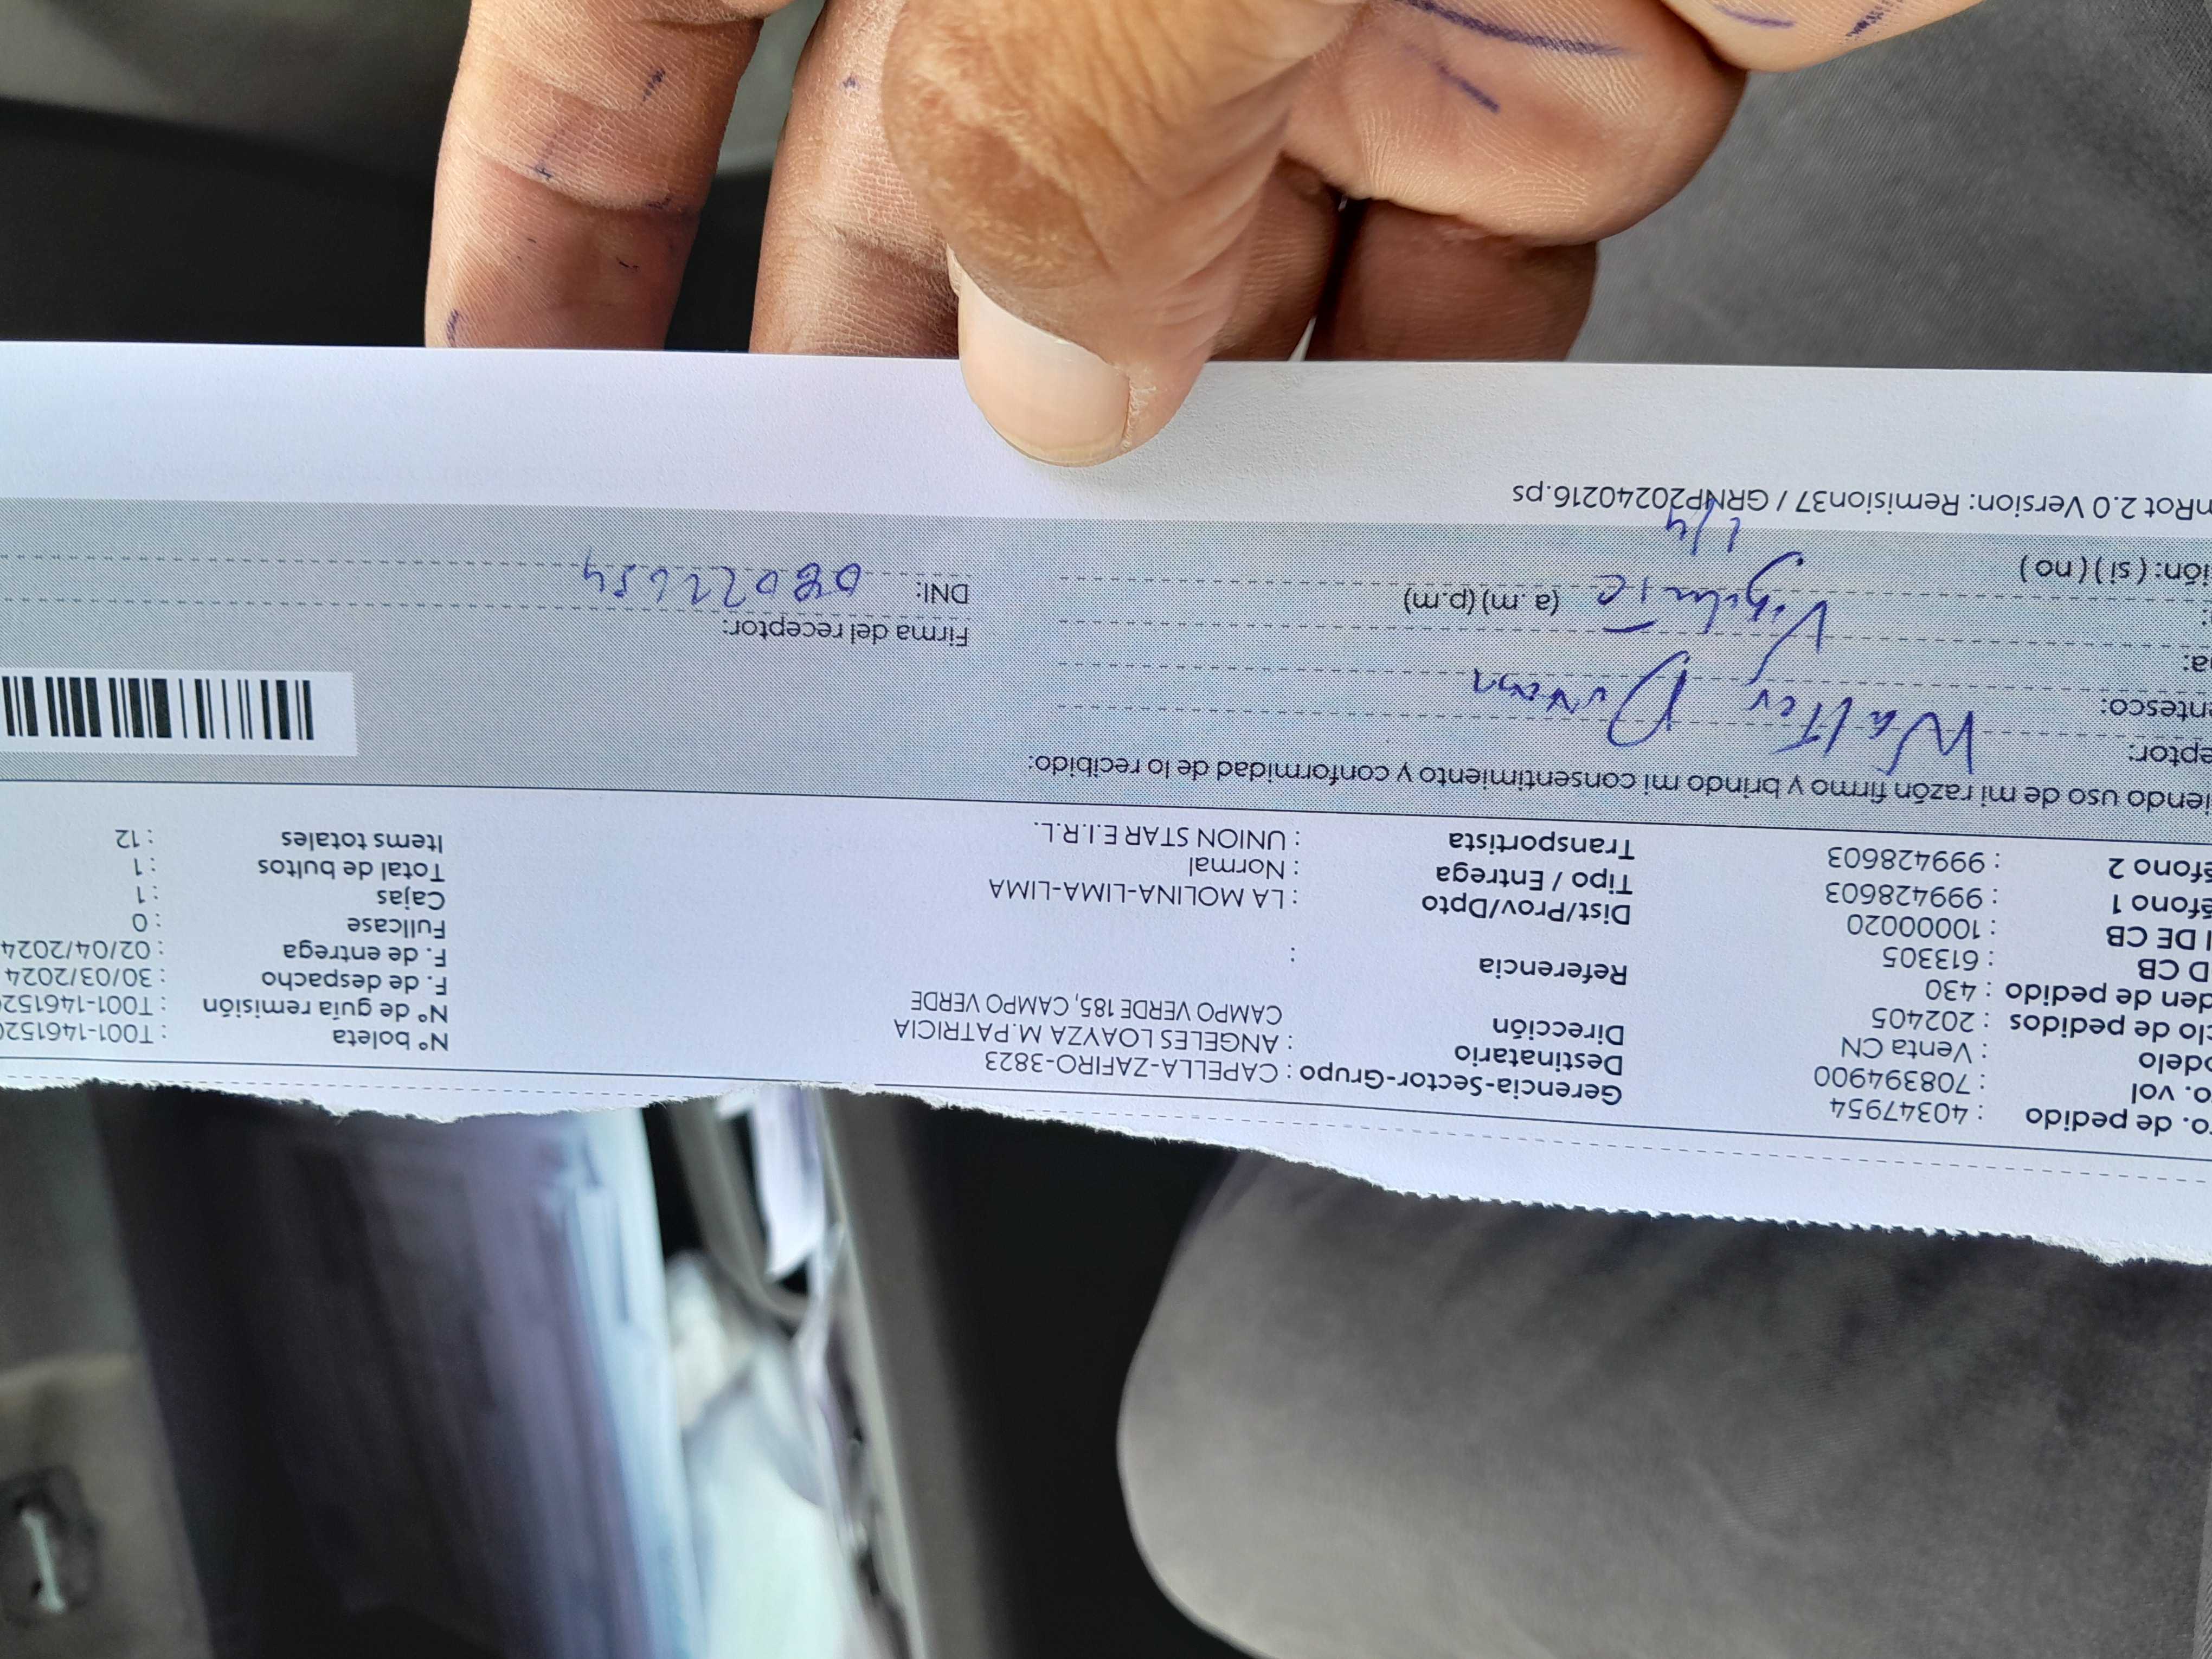 o. de pedido : 40347954
o. vol : 708394900
odelo : Venta CN
clo de pedidos : 202405
den de pedido : 430
D CB : 613305
l DE CB : 10000020
éfono 1 : 999428603
éfono 2 : 999428603
Gerencia-Sector-Grupo : CAPELLA-ZAFIRO-3823
Destinatario : ANGELES LOAYZA M.PATRICIA
Dirección CAMPO VERDE 185, CAMPO VERDE
Referencia :
Dist/Prov/Dpto : LA MOLINA-LIMA-LIMA
Tipo / Entrega : Normal
Transportista : UNION STAR E.I.R.L.
N° boleta : T001-146152
N° de guía remisión : T001-146152
F. de despacho : 30/03/2024
F. de entrega : 02/04/2024
Fullcase : 0
Cajas : 1
Total de bultos : 1
Items totales : 12
iendo uso de mi razón firmo y brindo mi consentimiento y conformidad de lo recibido:
eptor: Walter Duran
entesco:
a: Vigilante
(a.m)(p.m)
ión: (si)(no) 1/4
Firma del receptor:
DNI: 08022654
nRot 2.0 Version: Remision37 / GRNP20240216.ps